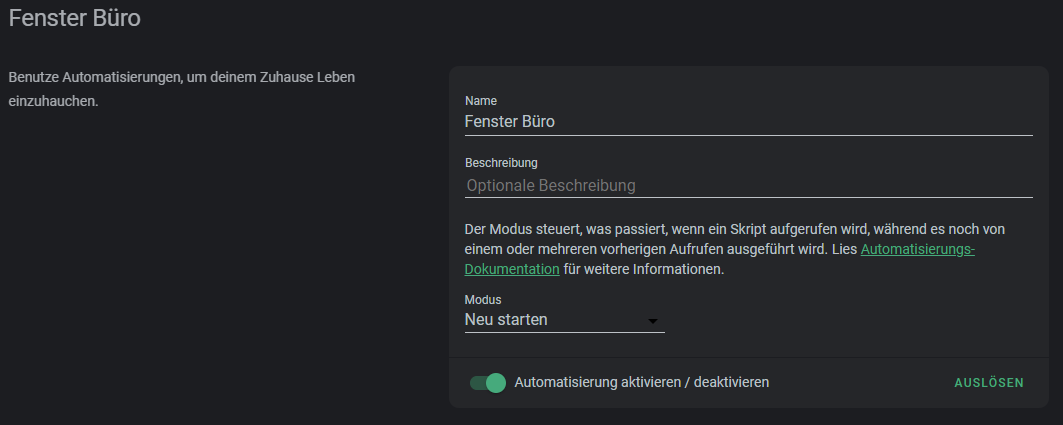 Fenster Büro
Benutze Automatisierungen, um deinem Zuhause Leben
einzuhauchen.
Name
Fenster Büro
Beschreibung
Optionale Beschreibung
Der Modus steuert, was passiert, wenn ein Skript aufgerufen wird, während es noch von
einem oder mehreren vorherigen Aufrufen ausgeführt wird. Lies Automatisierungs-
Dokumentation für weitere Informationen.
Modus
Neu starten
Automatisierung aktivieren / deaktivieren
AUSLÖSEN